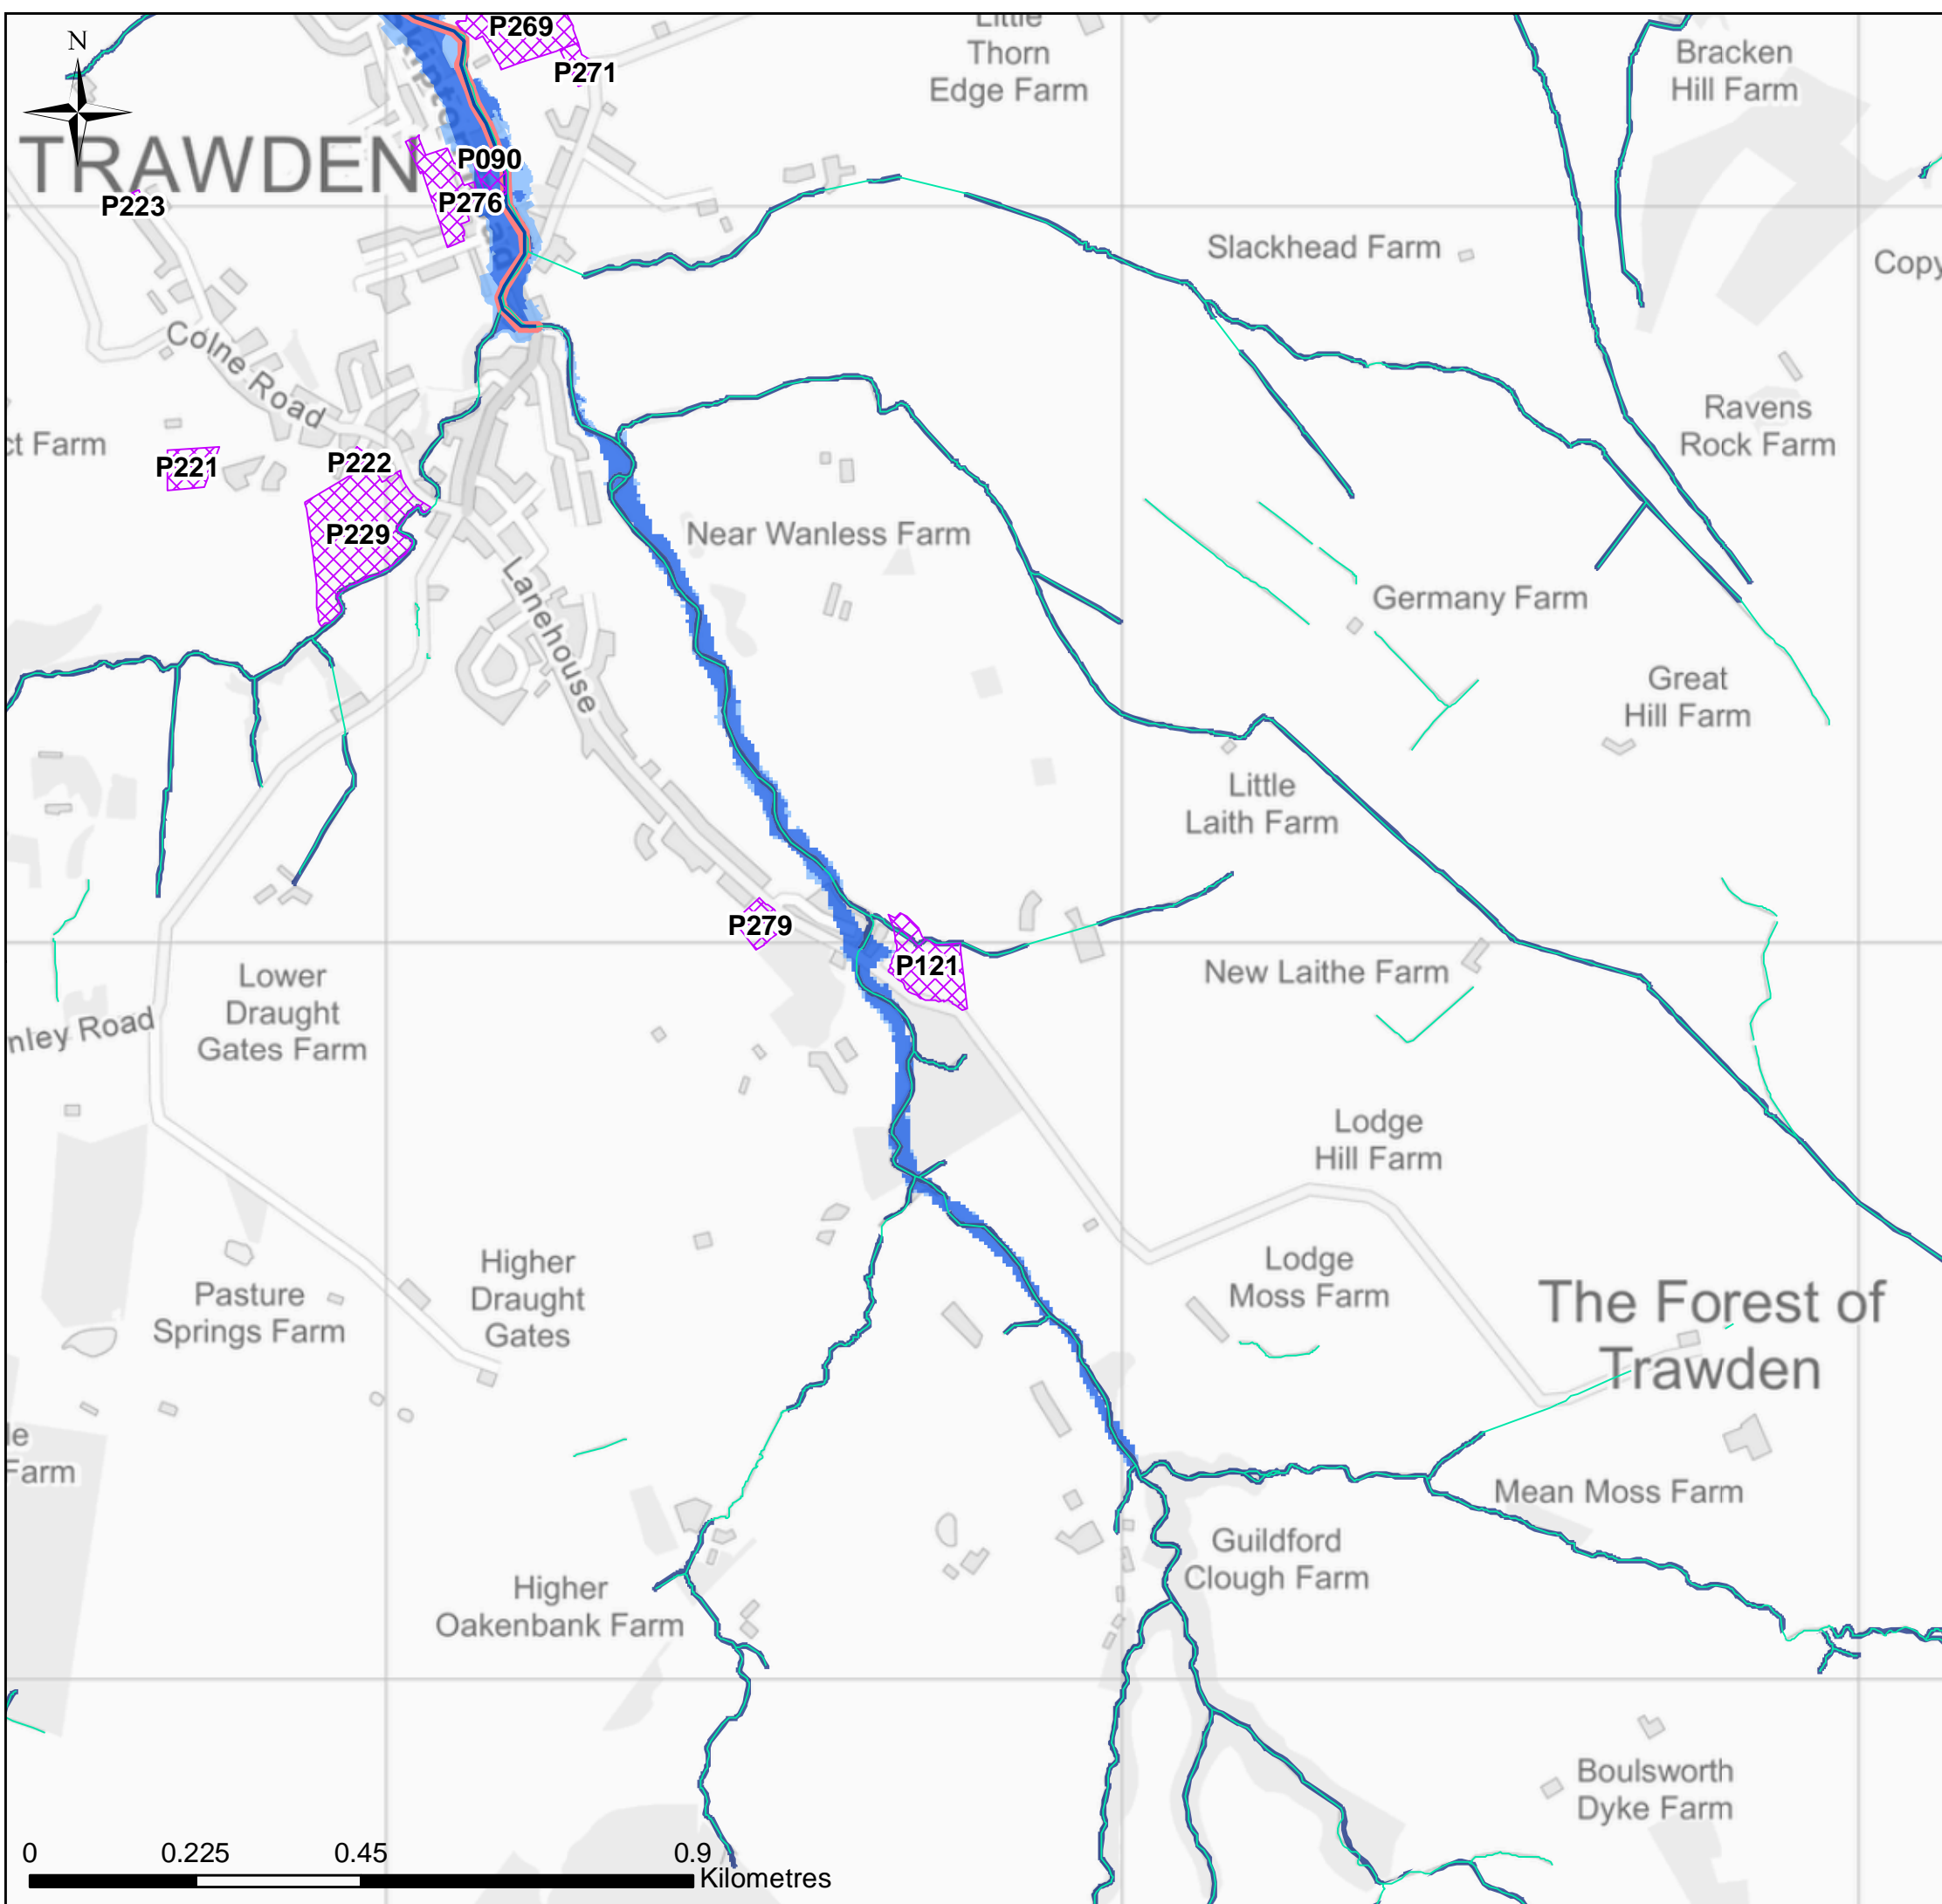 P269
Little
Thorn
Edge Farm
Bracken
Hill Farm
N
P271
TRAWDEN
P090
P276
P223
Slackhead Farm
Copy
Colne Road
Ravens
Rock Farm
ct Farm
P221
P222
P229
Near Wanless Farm
Germany Farm
Lanehouse
Great
Hill Farm
Little
Laith Farm
P279
P121
New Laithe Farm
Lower
Draught
Gates Farm
nley Road
Lodge
Hill Farm
Higher
Draught
Gates
Lodge
Moss Farm
Pasture
Springs Farm
The Forest of
Trawden
le
Farm
Mean Moss Farm
Guildford
Clough Farm
Higher
Oakenbank Farm
Boulsworth
Dyke Farm
0 0.225 0.45 0.9
Kilometres